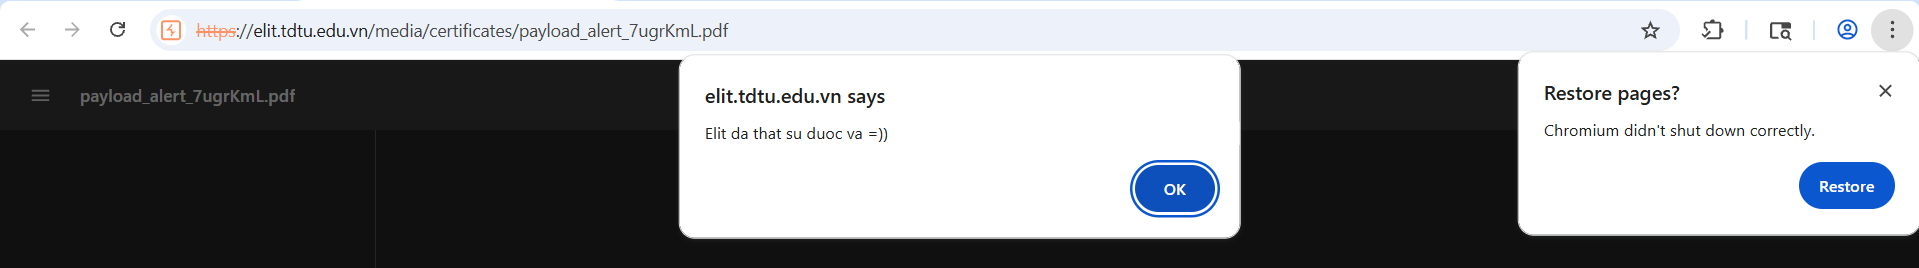 https://elit.tdtu.edu.vn/media/certificates/payload_alert_7ugrKmL.pdf
payload_alert_7ugrKmL.pdf
elit.tdtu.edu.vn says
Elit da that su duoc va =))
OK
Restore pages?
Chromium didn't shut down correctly.
Restore